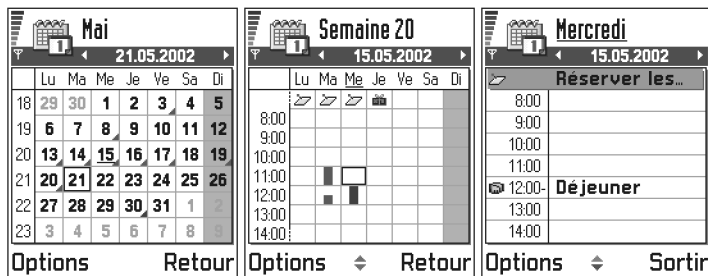 Mai
21.05.2002
Lu Ma Me Je Ve Sa Di
18 29 30 1 2 3 4 5
19 6 7 8 9 10 11 12
20 13 14 15 16 17 18 19
21 20 21 22 23 24 25 26
22 27 28 29 30 31 1 2
23 3 4 5 6 7 8 9
Options Retour
Semaine 20
15.05.2002
Lu Ma Me Je Ve Sa Di
8:00
9:00
10:00
11:00
12:00
13:00
14:00
Options Retour
Mercredi
15.05.2002
Réserver les...
8:00
9:00
10:00
11:00
12:00- Déjeuner
13:00
14:00
Options Sortir